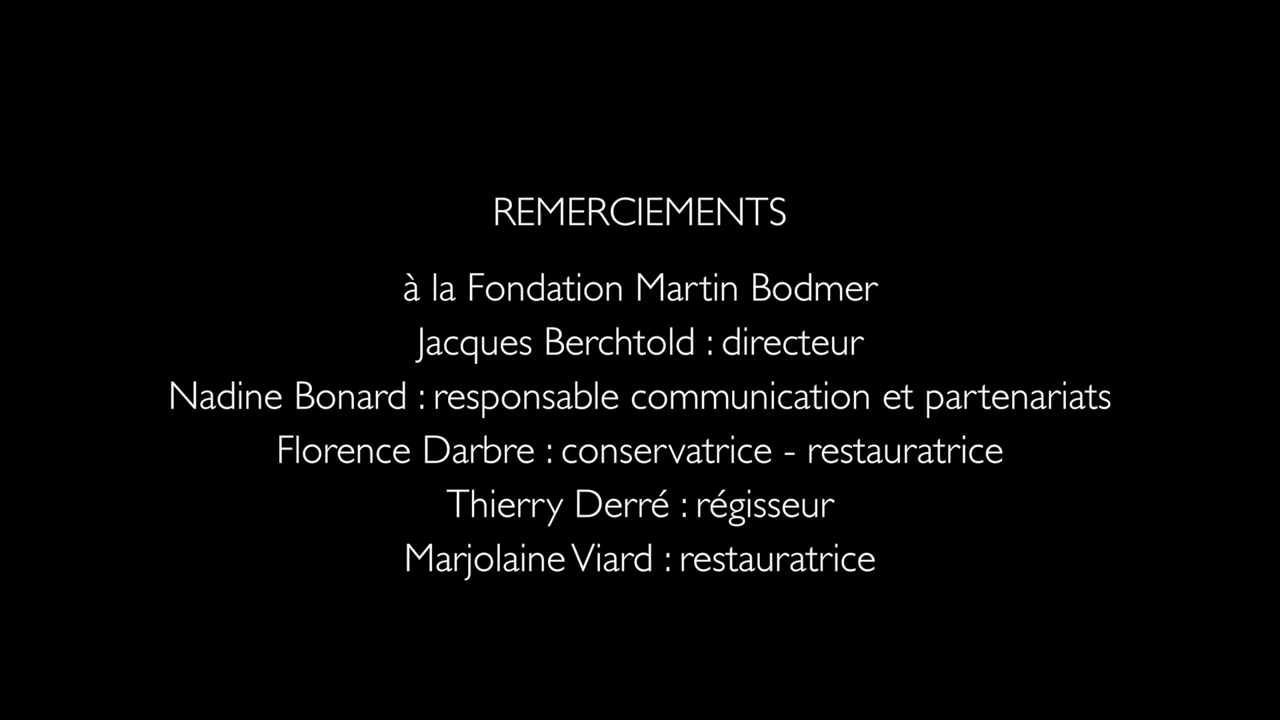 REMERCIEMENTS
à la Fondation Martin Bodmer
Jacques Berchtold : directeur
Nadine Bonard : responsable communication et partenariats
Florence Darbre : conservatrice - restauratrice
Thierry Derré : régisseur
Marjolaine Viard : restauratrice